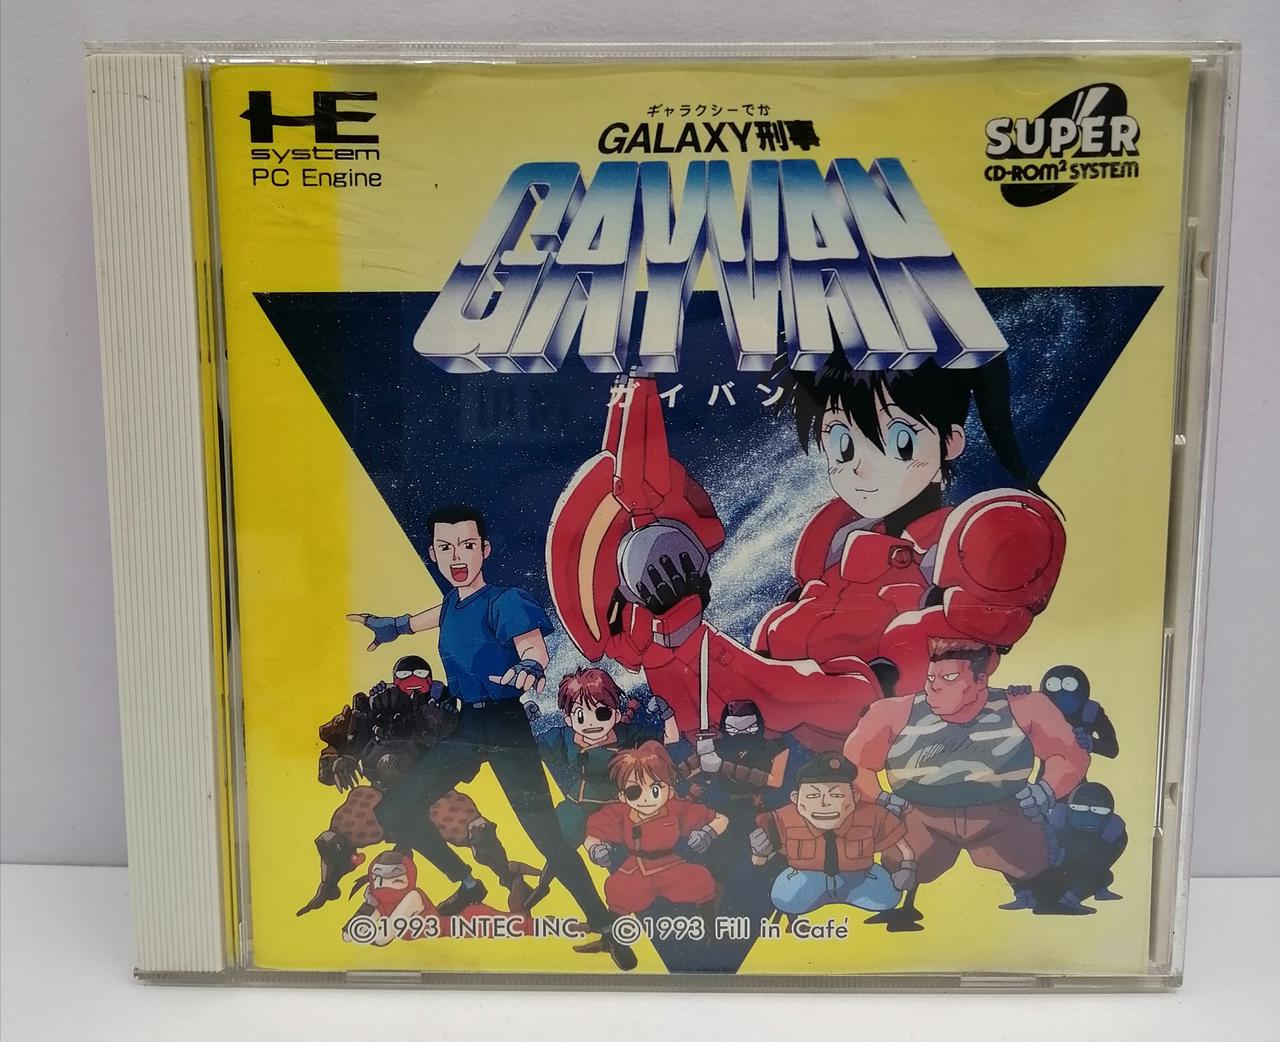 HE
system
PC Engine
ギャラクシーでか
GALAXY刑事
GAYVAN
ガイバン
SUPER
CD-ROM² SYSTEM
©1993 INTEC INC. ©1993 Fill in Café